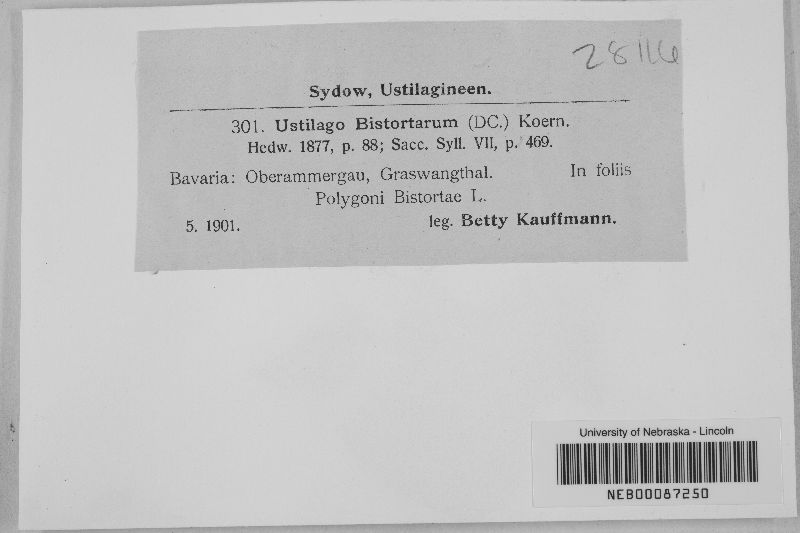 28116
Sydow, Ustilagineen.
301. Ustilago Bistortarum (DC.) Koern.
Hedw. 1877, p. 88; Sacc. Syll. VII, p. 469.
Bavaria: Oberammergau, Graswangthal. In foliis
Polygoni Bistortae L.
5. 1901. leg. Betty Kauffmann.
University of Nebraska - Lincoln
NEB00087250